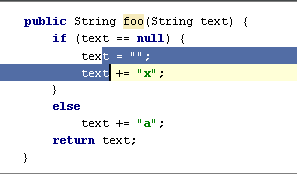 public String foo(String text) {
if (text == null) {
text = "";
text += "x";
}
else
text += "a";
return text;
}